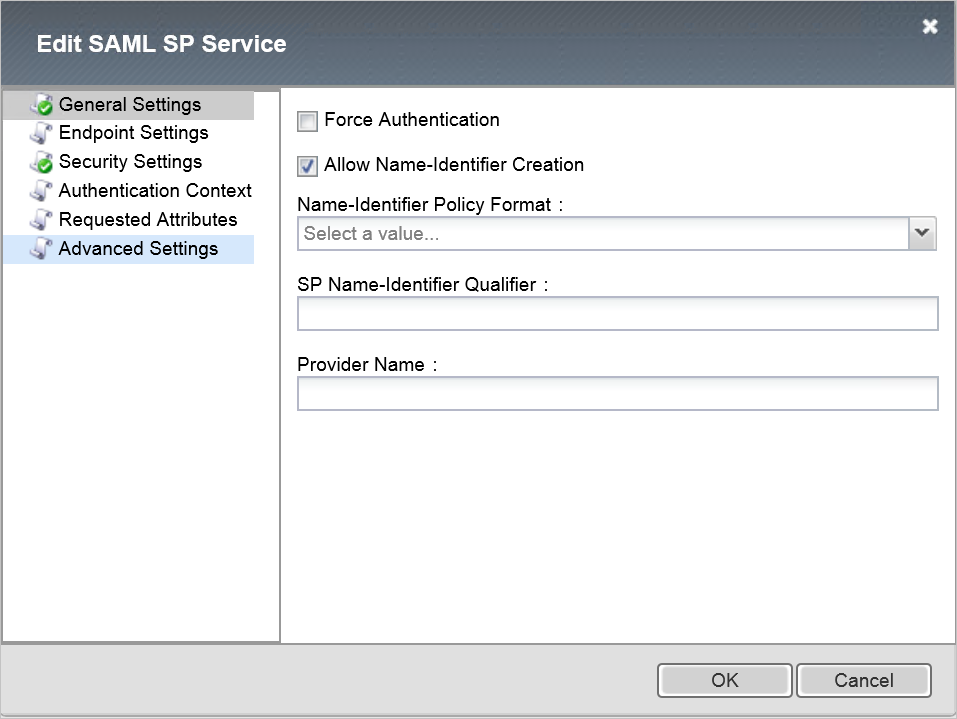 Edit SAML SP Service
General Settings
Endpoint Settings
Security Settings
Authentication Context
Requested Attributes
Advanced Settings
Force Authentication
Allow Name-Identifier Creation
Name-Identifier Policy Format :
Select a value...
SP Name-Identifier Qualifier :
Provider Name :
OK
Cancel